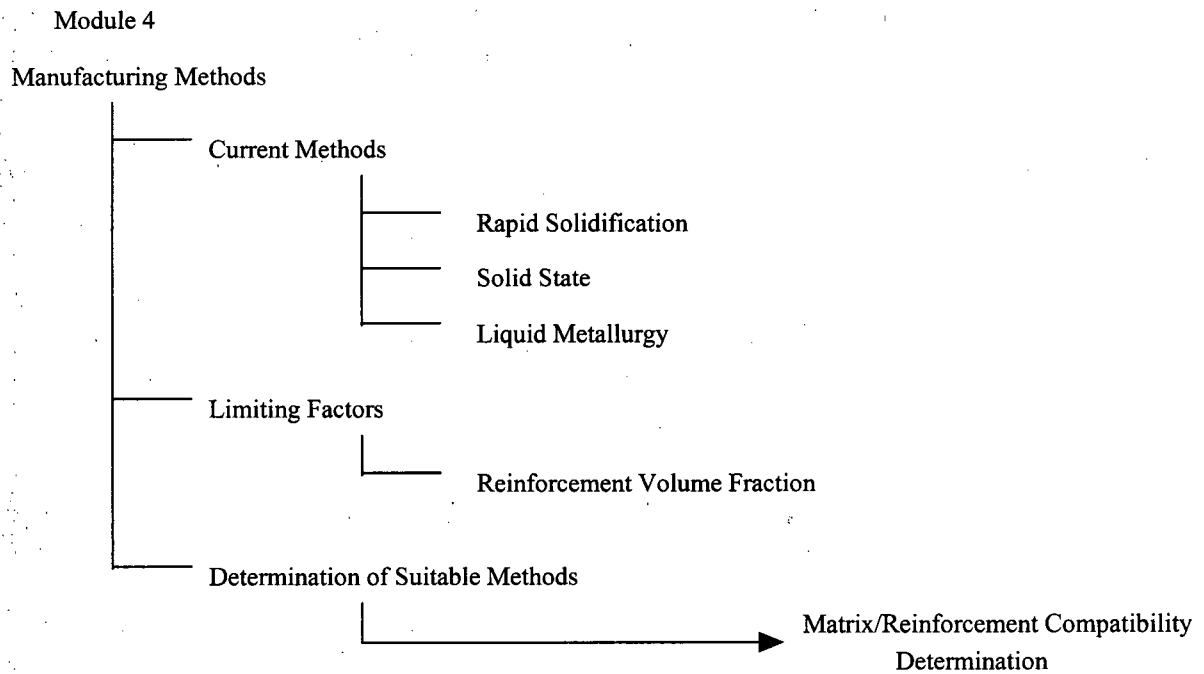 Module 4
Manufacturing Methods
Current Methods
Rapid Solidification
Solid State
Liquid Metallurgy
Limiting Factors
Reinforcement Volume Fraction
Determination of Suitable Methods
Matrix/Reinforcement Compatibility
Determination